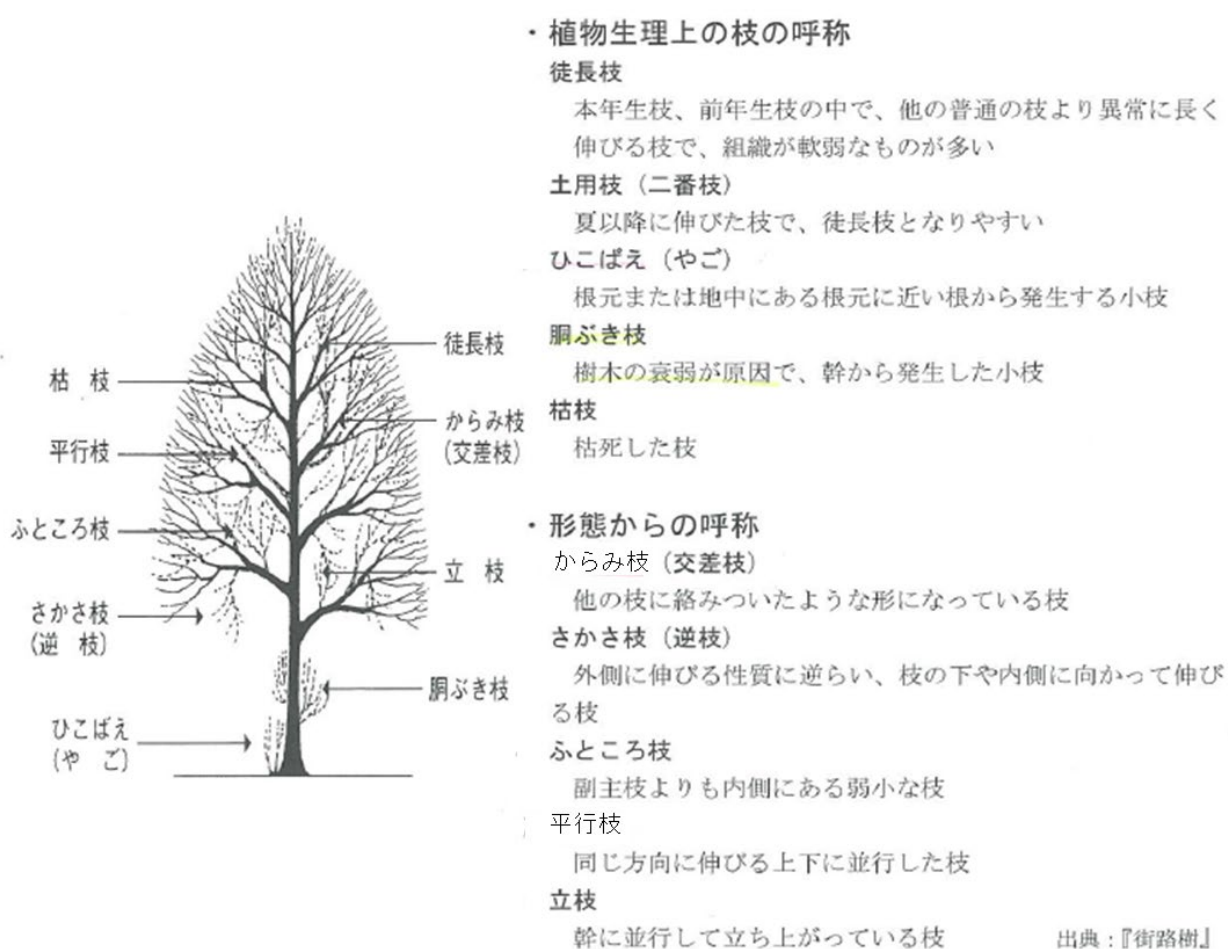 ・植物生理上の枝の呼称
徒長枝
本年生枝、前年生枝の中で、他の普通の枝より異常に長く
伸びる枝で、組織が軟弱なものが多い
土用枝（二番枝）
夏以降に伸びた枝で、徒長枝となりやすい
ひこばえ（やご）
根元または地中にある根元に近い根から発生する小枝
胴ぶき枝
樹木の衰弱が原因で、幹から発生した小枝
枯枝
枯死した枝
・形態からの呼称
からみ枝（交差枝）
他の枝に絡みついたような形になっている枝
さかさ枝（逆枝）
外側に伸びる性質に逆らい、枝の下や内側に向かって伸び
る枝
ふところ枝
副主枝よりも内側にある弱小な枝
平行枝
同じ方向に伸びる上下に並行した枝
立枝
幹に並行して立ち上がっている枝
出典：『街路樹』
枯 枝
平行枝
ふところ枝
さかさ枝
(逆 枝)
ひこばえ
(や ご)
徒長枝
からみ枝
(交差枝)
立 枝
胴ぶき枝